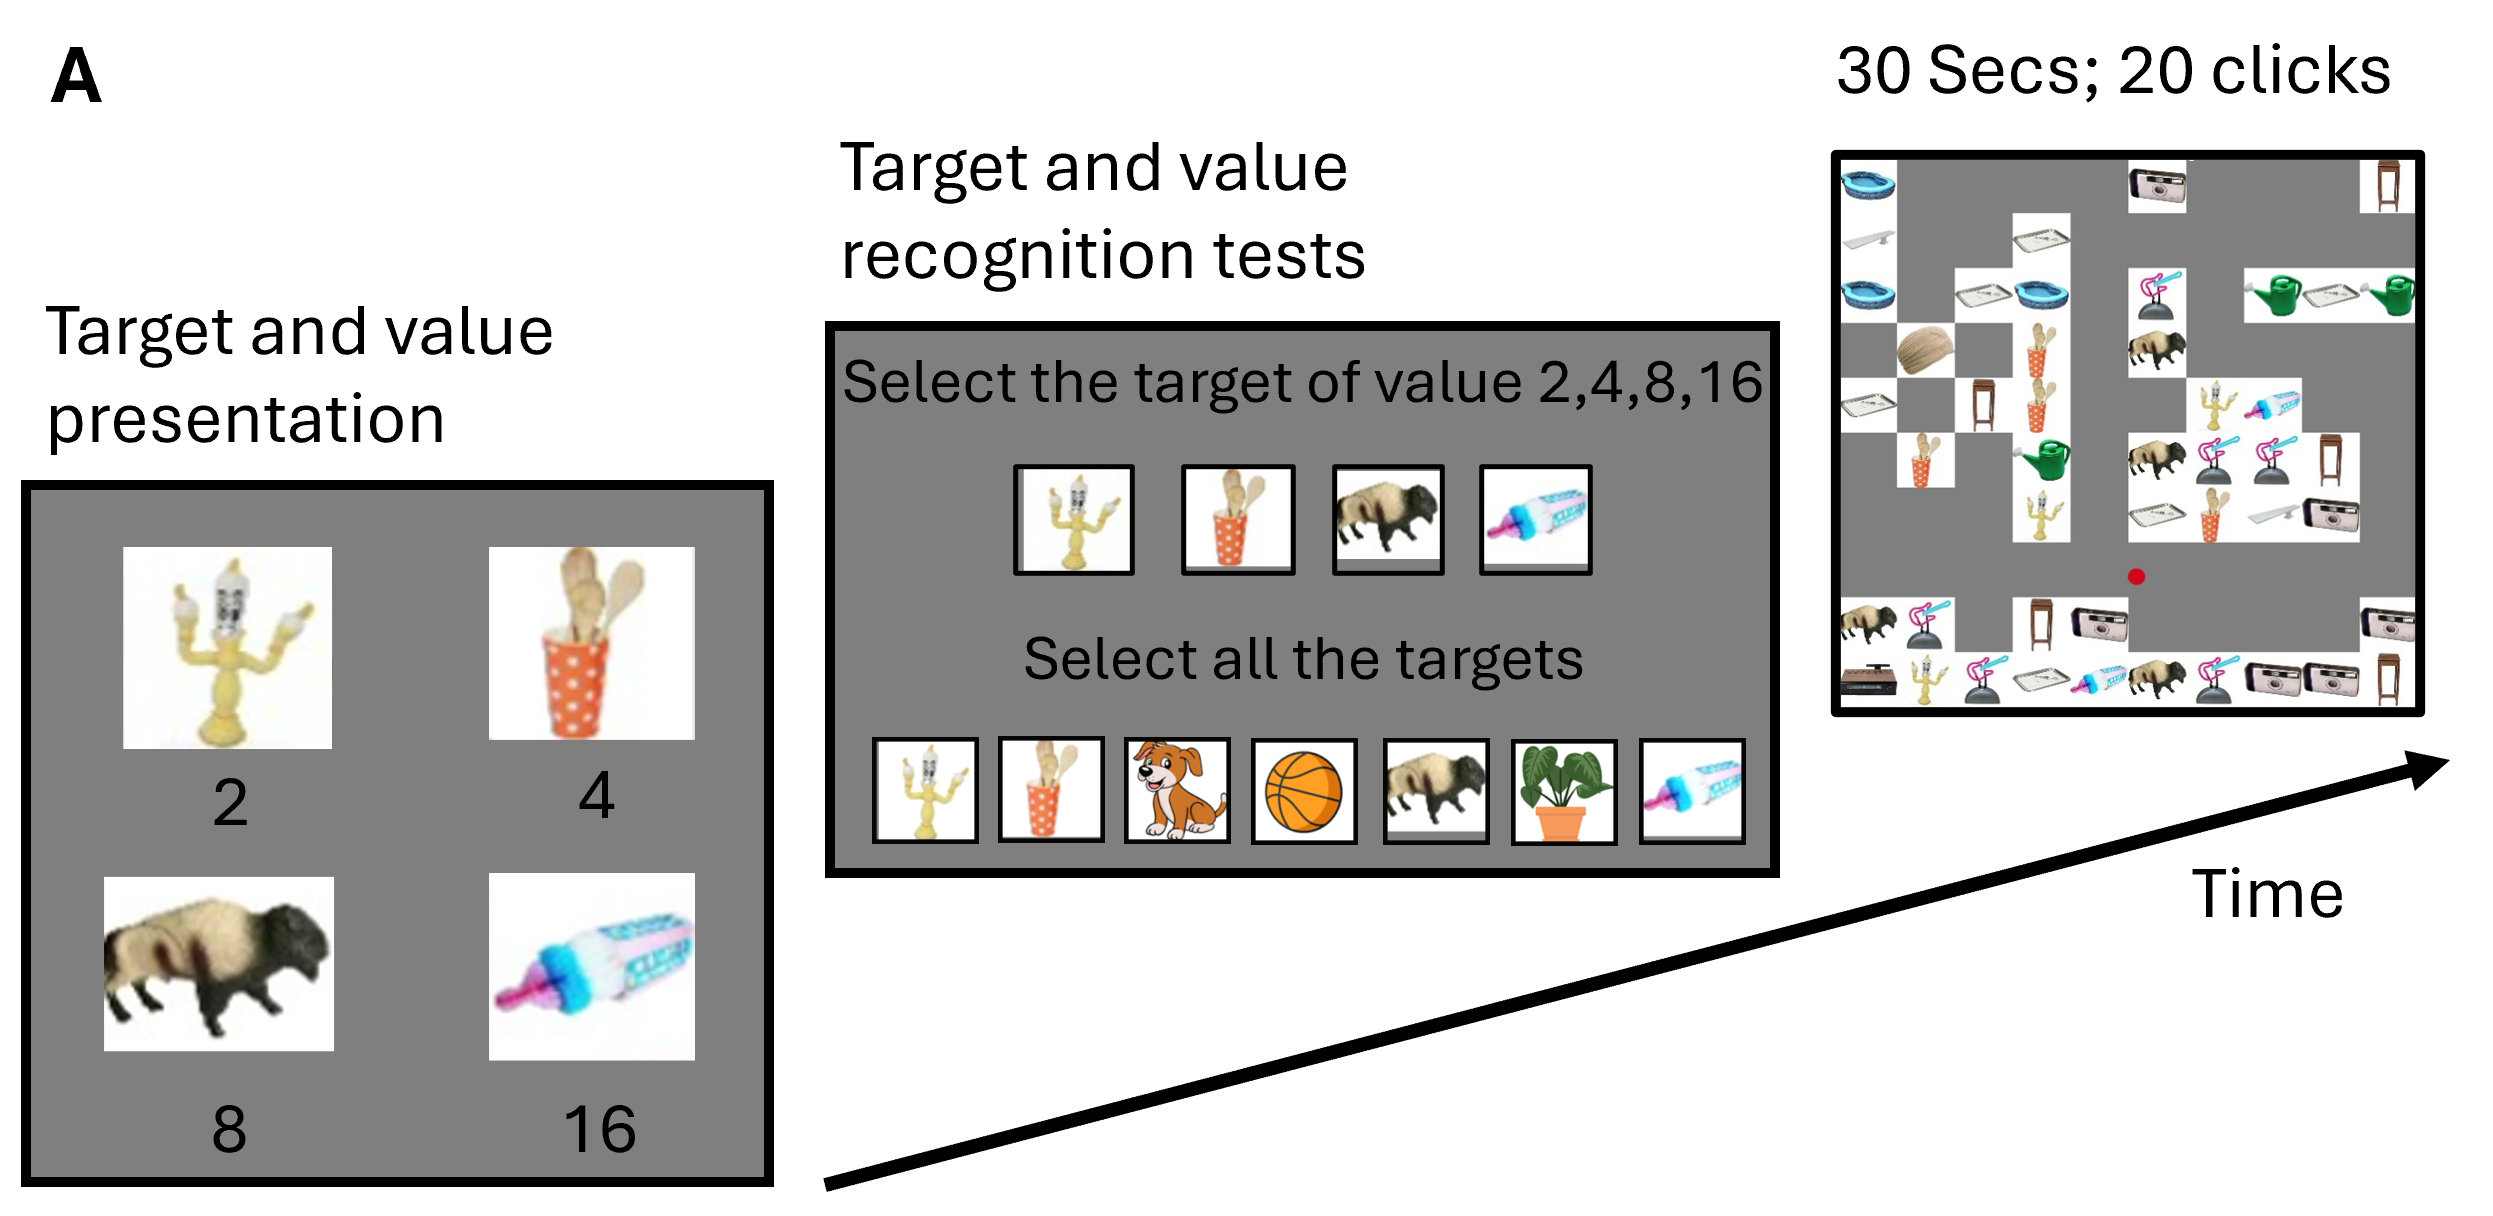 A
30 Secs; 20 clicks
Target and value
recognition tests
Target and value
presentation
Select the target of value 2,4,8,16
Select all the targets
2
4
8
16
Time